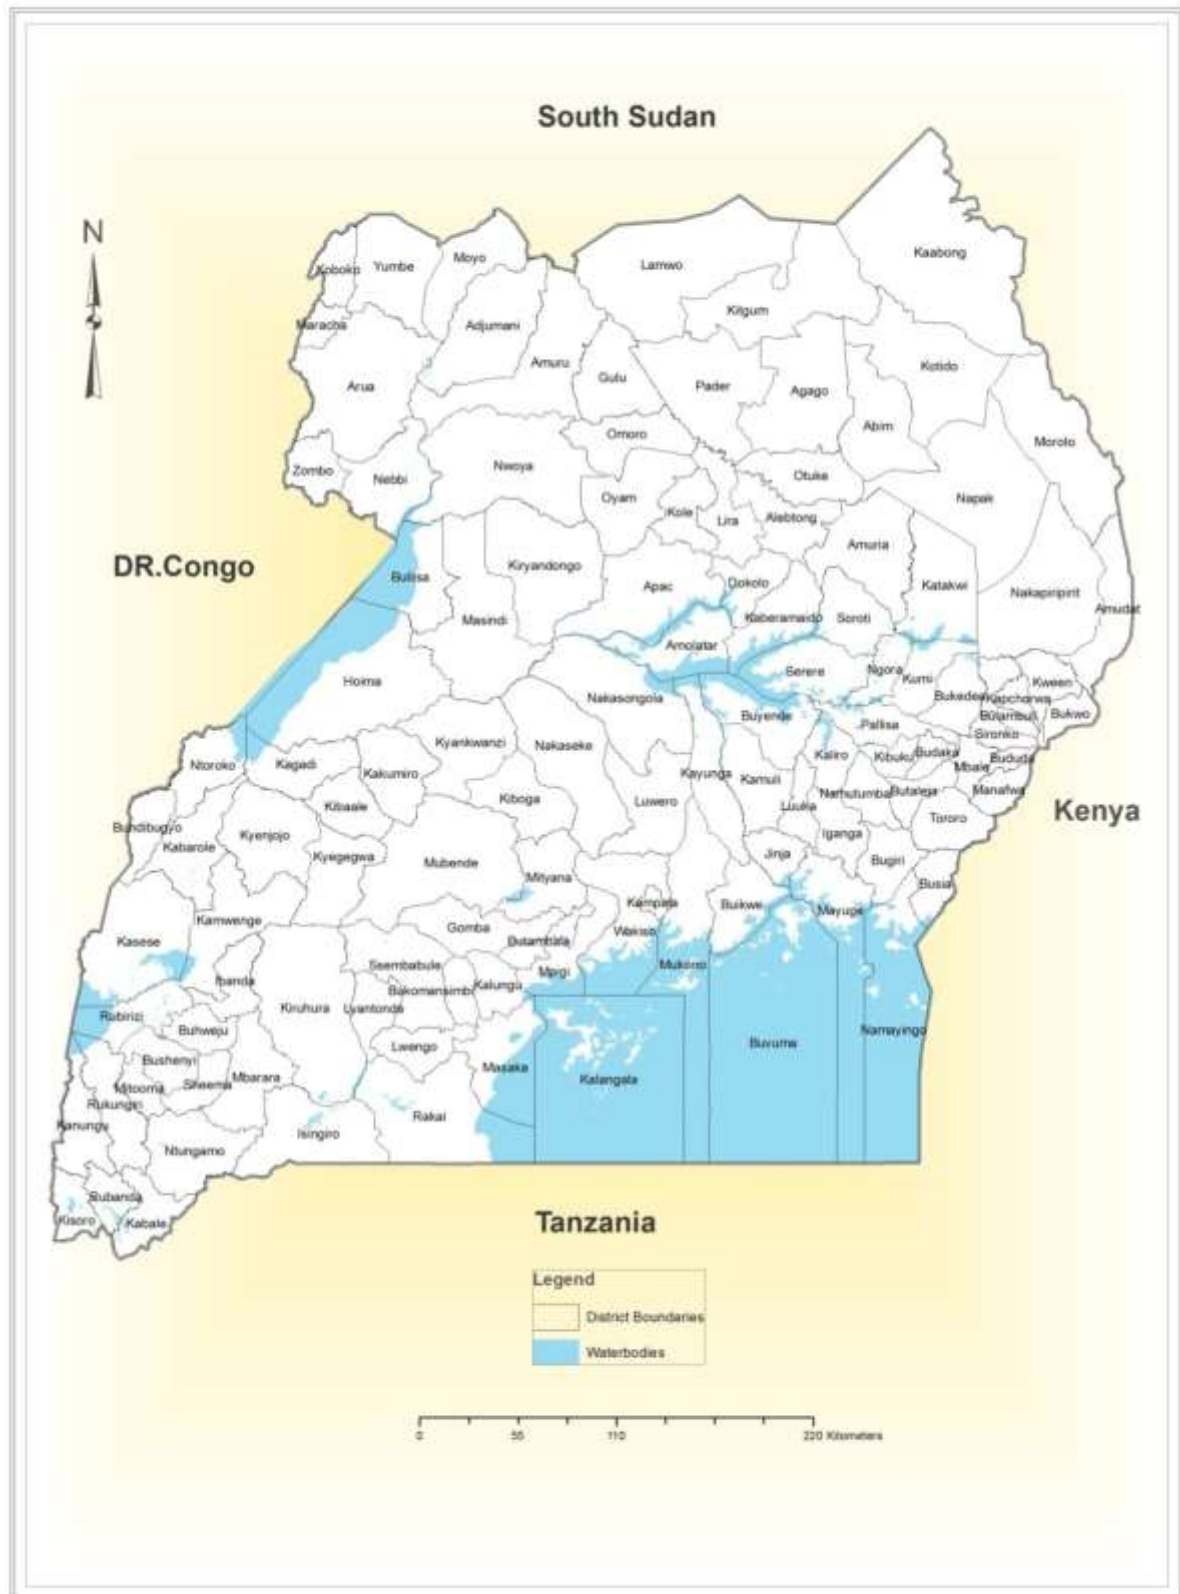 South Sudan
N
Kaabong
Moyo
Lamwo
Koboko
Yumbe
Kitgum
Maracha
Adjumani
Amuru
Kotido
Arua
Gulu
Pader
Agago
Abim
Omoro
Moroto
Zombo
Nebbi
Nwoya
Otuke
Oyam
Napak
Kole
Lira
Alebtong
Amuria
DR.Congo
Kiryandongo
Buliisa
Apac
Dokolo
Katakwi
Nakapiripirit
Amudat
Masindi
Kaberamaido
Soroti
Amolatar
Hoima
Serere
Ngora
Kumi
Kween
Nakasongola
Bukedea
Kapchorwa
Buyende
Bulambuli
Bukwo
Pallisa
Sironko
Kyankwanzi
Nakaseke
Ntoroko
Kagadi
Kakumiro
Kayunga
Kamuli
Kaliro
Kibuku
Budaka
Mbale
Bududa
Kibaale
Kiboga
Luwero
Luuka
Namutumba
Butaleja
Manafwa
Kenya
Bundibugyo
Kabarole
Kyenjojo
Iganga
Tororo
Kyegegwa
Mubende
Jinja
Bugiri
Mityana
Busia
Kampala
Buikwe
Mayuge
Kamwenge
Gomba
Butambala
Wakiso
Kasese
Ssembabule
Mpigi
Mukono
Ibanda
Bukomansimbi
Kalungu
Kiruhura
Lyantonde
Rubirizi
Buhweju
Lwengo
Buvuma
Namayingo
Bushenyi
Masaka
Kalangala
Mitooma
Sheema
Mbarara
Rukungiri
Rakai
Kanungu
Isingiro
Ntungamo
Rubanda
Kisoro
Kabale
Tanzania
Legend
District Boundaries
Waterbodies
0 55 110 220 Kilometers